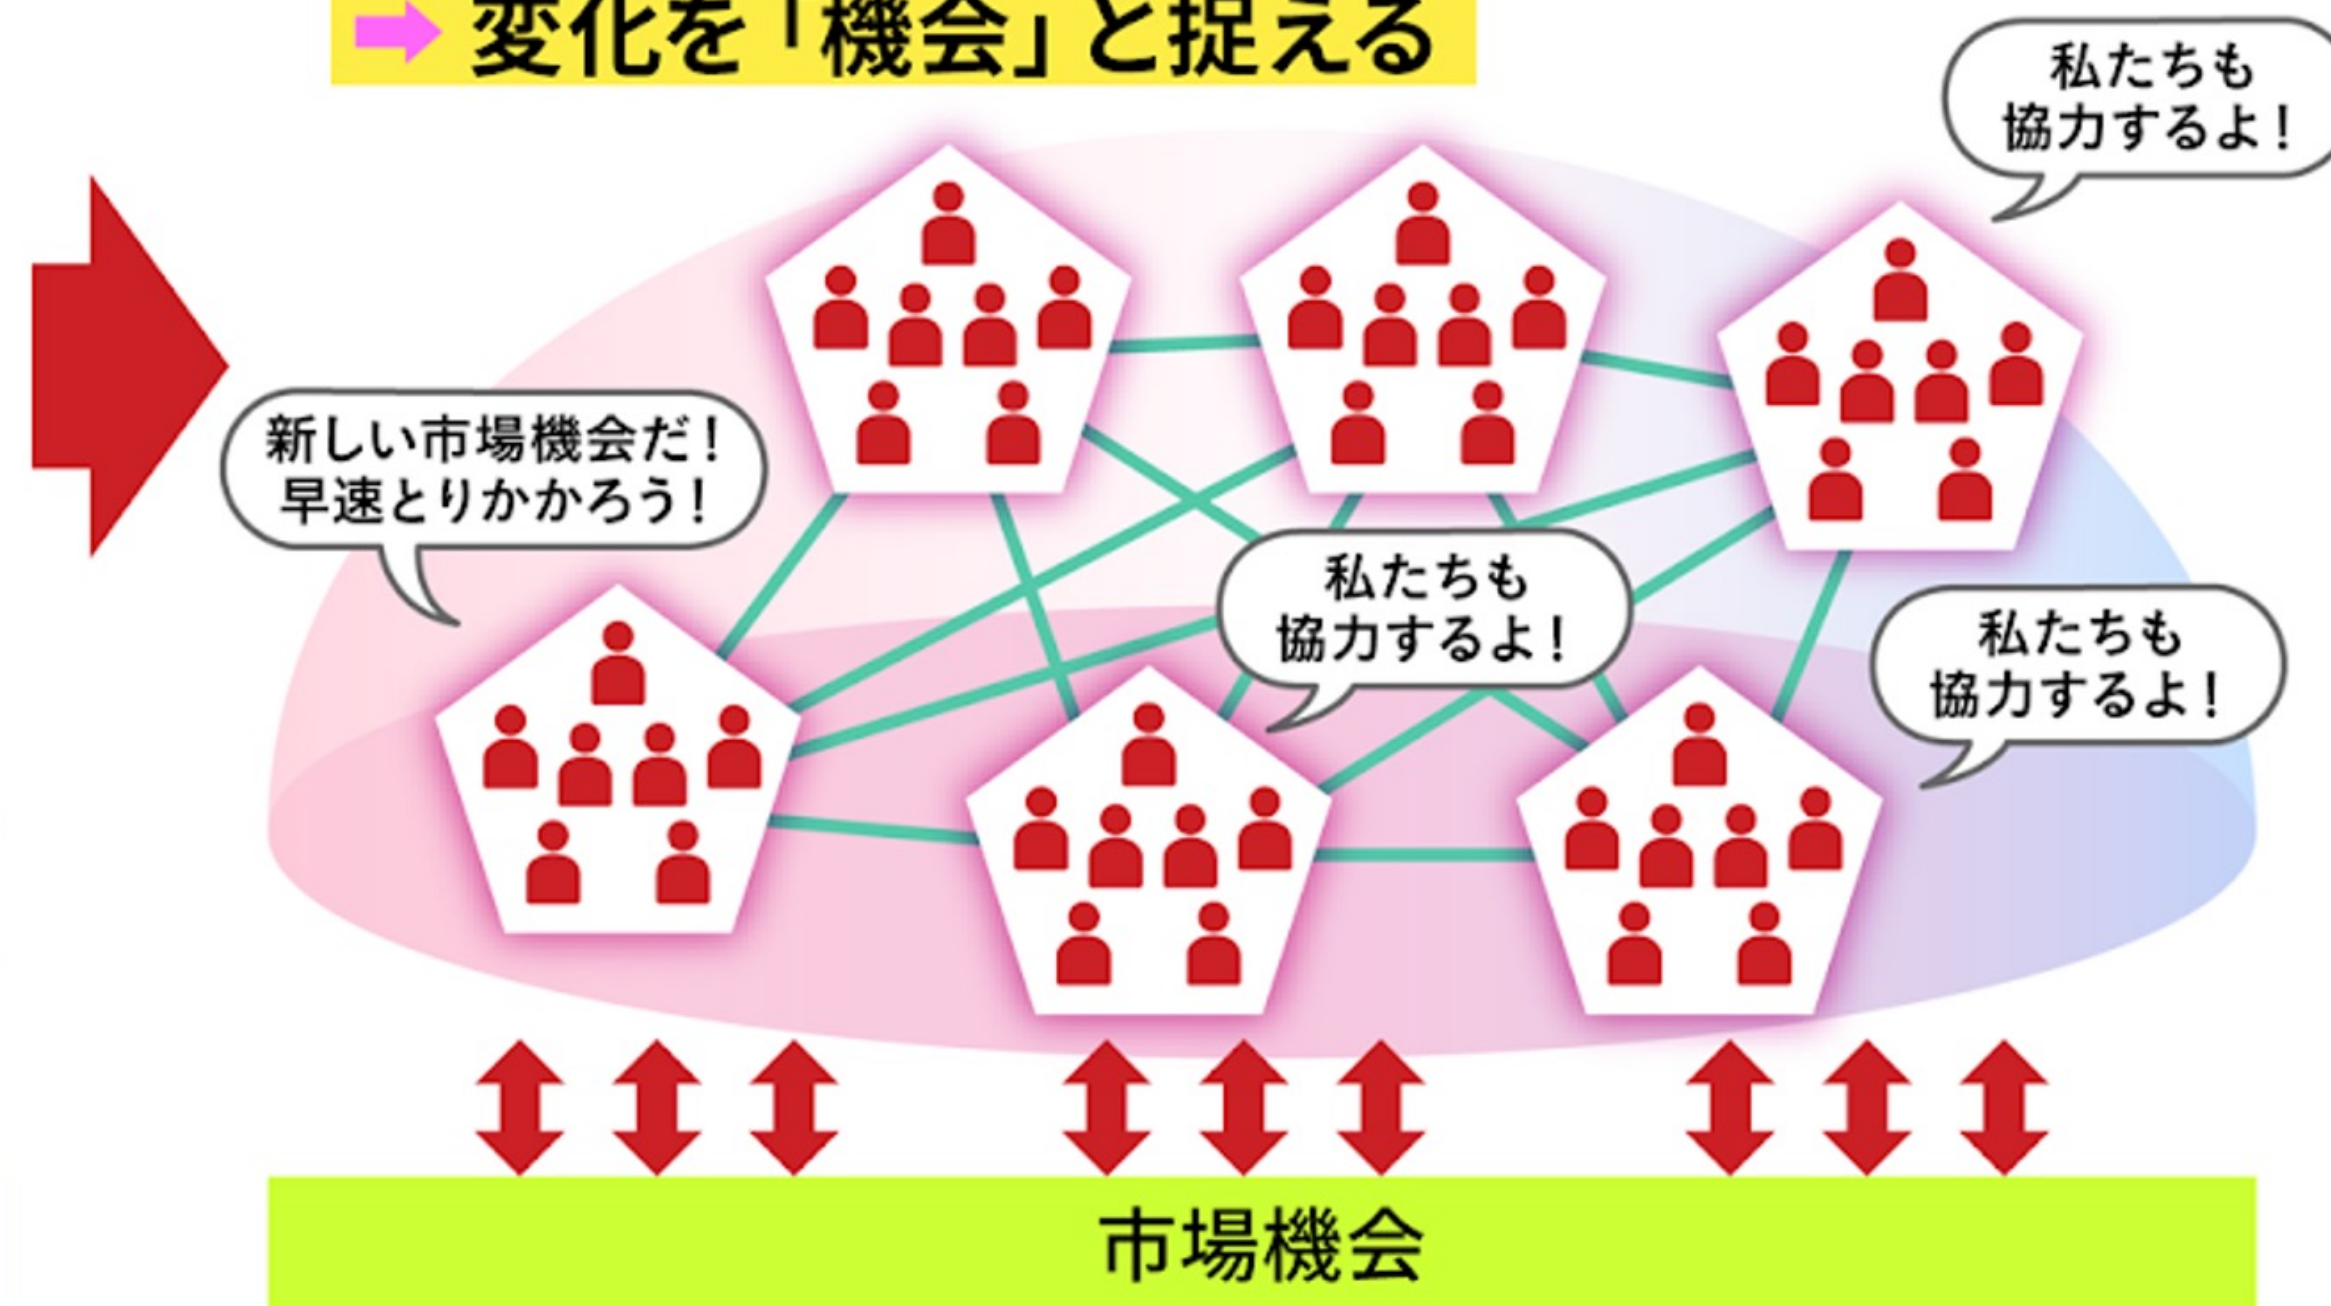 変化を「機会」と捉える
私たちも
協力するよ！
新しい市場機会だ！
早速とりかかろう！
私たちも
協力するよ！
私たちも
協力するよ！
市場機会